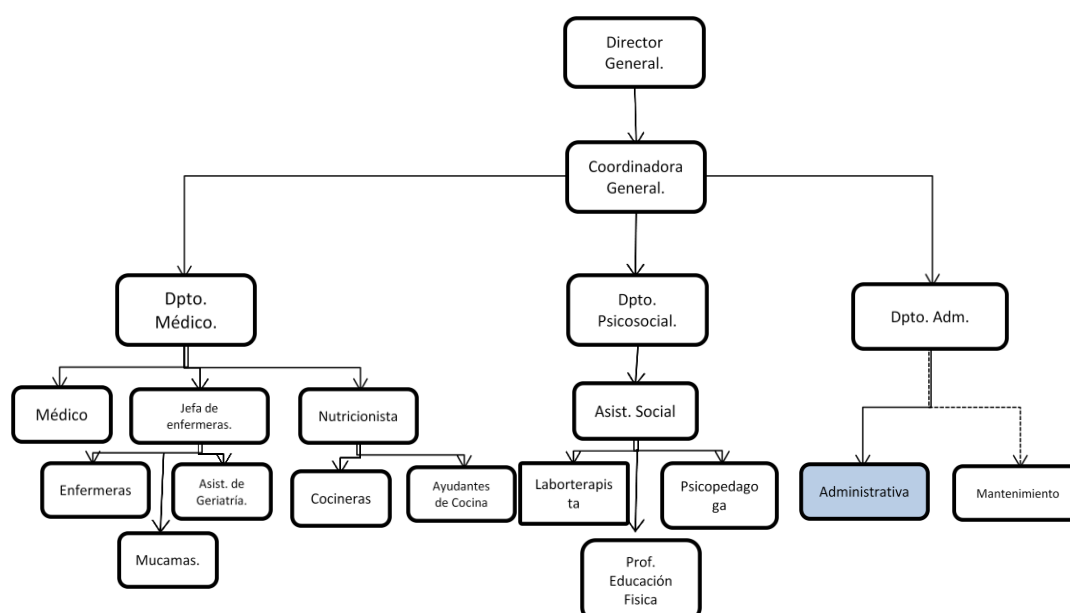 Director
General.
Coordinadora
General.
Dpto.
Médico.
Dpto.
Psicosocial.
Dpto. Adm.
Médico
Jefa de
enfermeras.
Nutricionista
Asist. Social
Enfermeras
Asist. de
Geriatría.
Cocineras
Ayudantes
de Cocina
Laborterapis
ta
Psicopedago
ga
Administrativa
Mantenimiento
Mucamas.
Prof.
Educación
Fisica